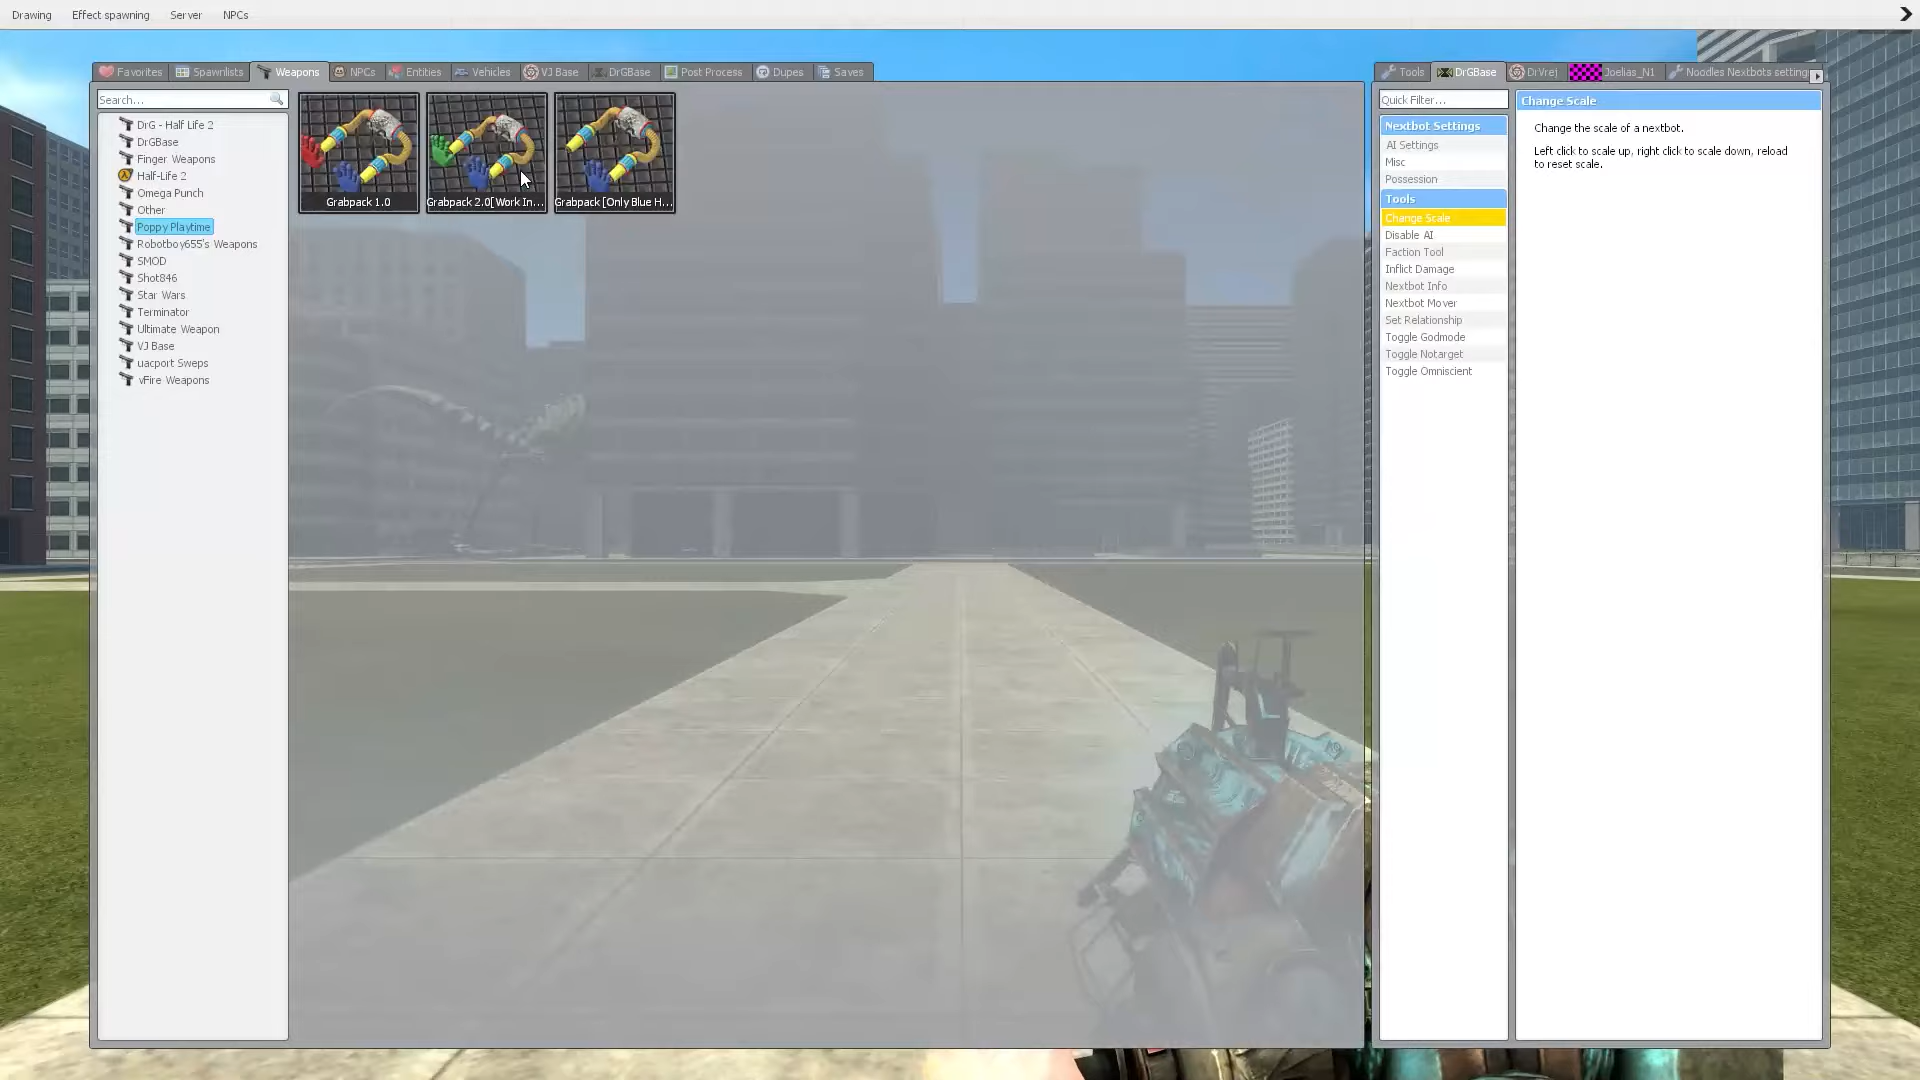 Drawing Effect spawning Server NPCs
Favorites Spawnlists Weapons NPCs Entities Vehicles VJ Base DrGBase Post Process Dupes Saves
Search...
DrG - Half Life 2
DrGBase
Finger Weapons
Half-Life 2
Omega Punch
Other
Poppy Playtime
Robotboy655's Weapons
SMOD
Shot846
Star Wars
Terminator
Ultimate Weapon
VJ Base
uacport Sweps
vFire Weapons
Grabpack 1.0
Grabpack 2.0[Work In...
Grabpack [Only Blue H...
Tools DrGBase DrVrej Joelias_N1 Noodles Nextbots setting
Quick Filter...
Nextbot Settings
AI Settings
Misc
Possession
Tools
Change Scale
Disable AI
Faction Tool
Inflict Damage
Nextbot Info
Nextbot Mover
Set Relationship
Toggle Godmode
Toggle Notarget
Toggle Omniscient
Change Scale
Change the scale of a nextbot.
Left click to scale up, right click to scale down, reload
to reset scale.